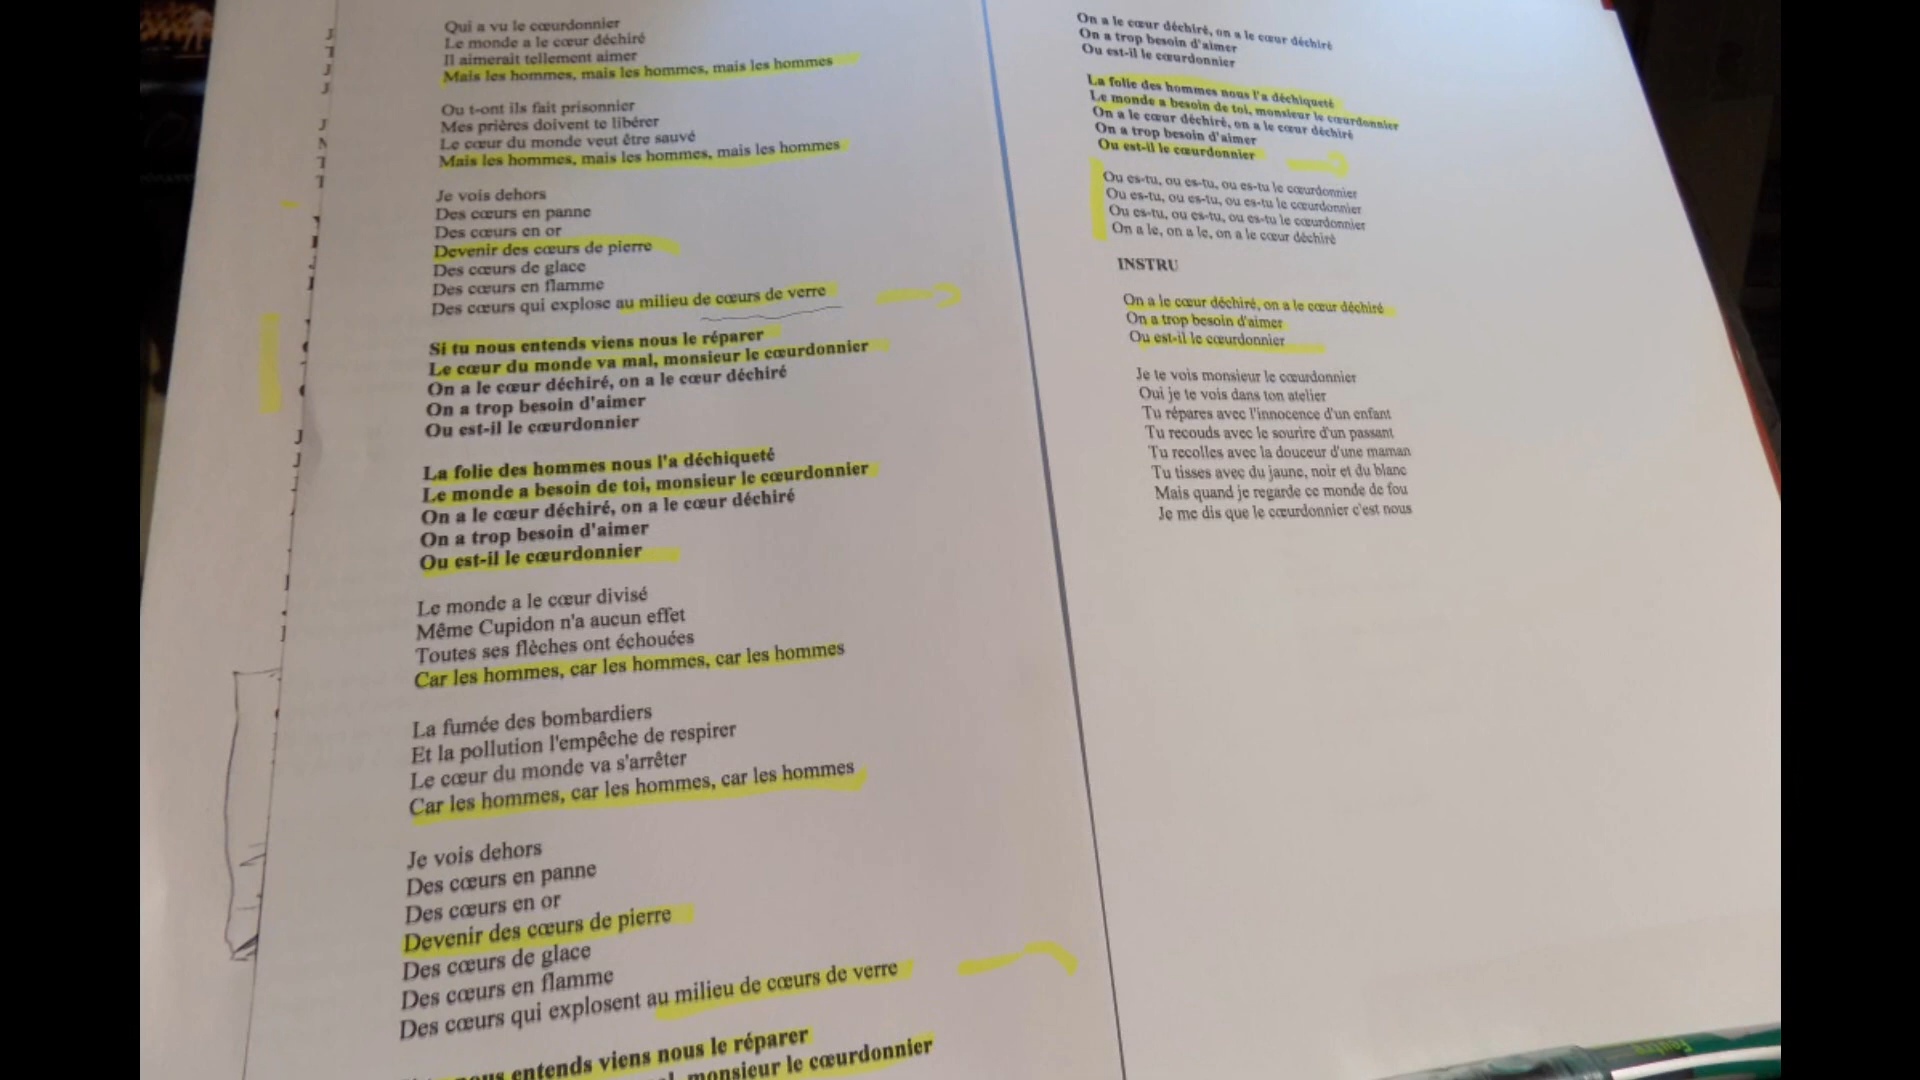 Qui a vu le cœurdonnier
Le monde a le cœur déchiré
Il aimerait tellement aimer
Mais les hommes, mais les hommes, mais les hommes
Ou t-ont ils fait prisonnier
Mes prières doivent te libérer
Le cœur du monde veut être sauvé
Mais les hommes, mais les hommes, mais les hommes
Je vois dehors
Des cœurs en panne
Des cœurs en or
Devenir des cœurs de pierre
Des cœurs de glace
Des cœurs en flamme
Des cœurs qui explose au milieu de cœurs de verre
Si tu nous entends viens nous le réparer
Le cœur du monde va mal, monsieur le cœurdonnier
On a le cœur déchiré, on a le cœur déchiré
On a trop besoin d'aimer
Ou est-il le cœurdonnier
La folie des hommes nous l'a déchiqueté
Le monde a besoin de toi, monsieur le cœurdonnier
On a le cœur déchiré, on a le cœur déchiré
On a trop besoin d'aimer
Ou est-il le cœurdonnier
Le monde a le cœur divisé
Même Cupidon n'a aucun effet
Toutes ses flèches ont échouées
Car les hommes, car les hommes, car les hommes
La fumée des bombardiers
Et la pollution l'empêche de respirer
Le cœur du monde va s'arrêter
Car les hommes, car les hommes, car les hommes
Je vois dehors
Des cœurs en panne
Des cœurs en or
Devenir des cœurs de pierre
Des cœurs de glace
Des cœurs en flamme
Des cœurs qui explosent au milieu de cœurs de verre
entends viens nous le réparer
monsieur le cœurdonnier
On a le cœur déchiré, on a le cœur déchiré
On a trop besoin d'aimer
Ou est-il le cœurdonnier
La folie des hommes nous l'a déchiqueté
Le monde a besoin de toi, monsieur le cœurdonnier
On a le cœur déchiré, on a le cœur déchiré
On a trop besoin d'aimer
Ou est-il le cœurdonnier
Ou es-tu, ou es-tu, ou es-tu le cœurdonnier
Ou es-tu, ou es-tu, ou es-tu le cœurdonnier
Ou es-tu, ou es-tu, ou es-tu le cœurdonnier
On a le, on a le, on a le cœur déchiré
INSTRU
On a le cœur déchiré, on a le cœur déchiré
On a trop besoin d'aimer
Ou est-il le cœurdonnier
Je te vois monsieur le cœurdonnier
Oui je te vois dans ton atelier
Tu répares avec l'innocence d'un enfant
Tu recouds avec le sourire d'un passant
Tu recolles avec la douceur d'une maman
Tu tisses avec du jaune, noir et du blanc
Mais quand je regarde ce monde de fou
Je me dis que le cœurdonnier c'est nous